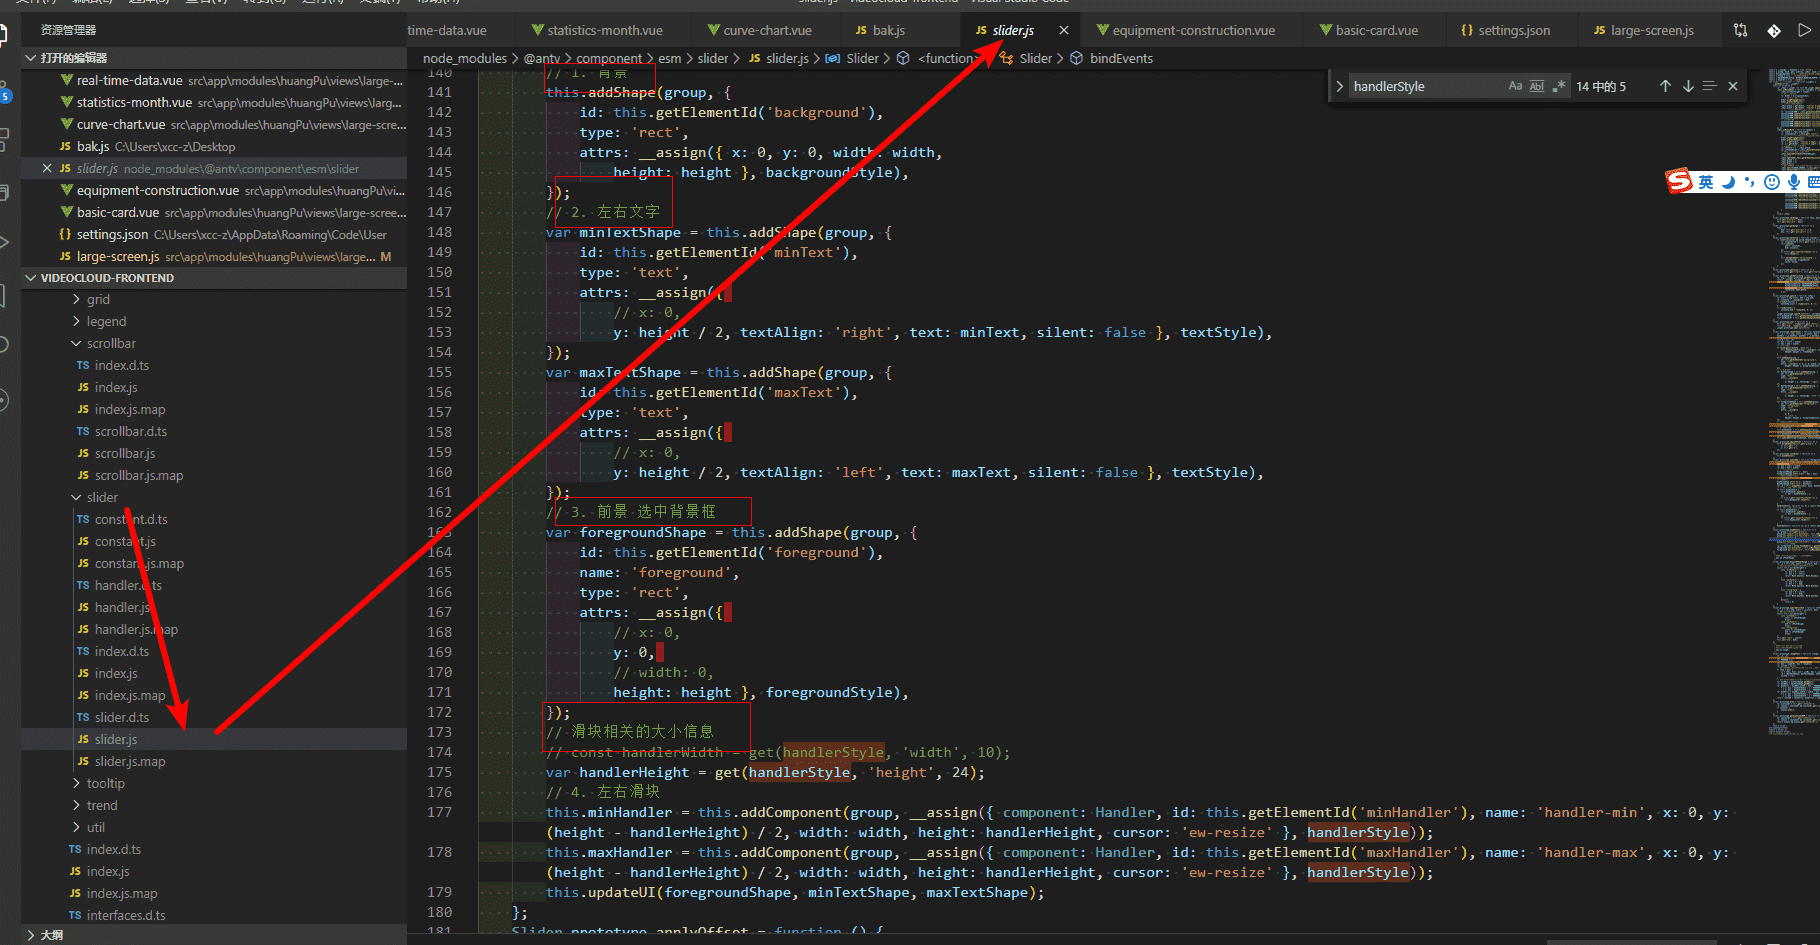 资源管理器
打开的编辑器
real-time-data.vue src\app\modules\huangPu\views\large-...
statistics-month.vue src\app\modules\huangPu\views\larg...
curve-chart.vue src\app\modules\huangPu\views\large-scre...
JS bak.js C:\Users\xcc-z\Desktop
JS slider.js node_modules\@antv\component\esm\slider
equipment-construction.vue src\app\modules\huangPu\vi...
basic-card.vue src\app\modules\huangPu\views\large-scree...
{} settings.json C:\Users\xcc-z\AppData\Roaming\Code\User
JS large-screen.js src\app\modules\huangPu\views\large... M
VIDEOCLOUD-FRONTEND
grid
legend
scrollbar
TS index.d.ts
JS index.js
JS index.js.map
TS scrollbar.d.ts
JS scrollbar.js
JS scrollbar.js.map
slider
TS constant.d.ts
JS constant.js
JS constant.js.map
TS handler.d.ts
JS handler.js
JS handler.js.map
TS index.d.ts
JS index.js
JS index.js.map
TS slider.d.ts
JS slider.js
JS slider.js.map
tooltip
trend
util
TS index.d.ts
JS index.js
JS index.js.map
TS interfaces.d.ts
大纲
time-data.vue statistics-month.vue curve-chart.vue JS bak.js JS slider.js equipment-construction.vue basic-card.vue {} settings.json JS large-screen.js
node_modules > @antv > component > esm > slider > JS slider.js > Slider > <function> Slider > bindEvents
handlerStyle Aa Abl .* 14 中的 5
英
140 // 1. 背景
141 this.addShape(group, {
142 id: this.getElementId('background'),
143 type: 'rect',
144 attrs: __assign({ x: 0, y: 0, width: width,
145 height: height }, backgroundStyle),
146 });
147 // 2. 左右文字
148 var minTextShape = this.addShape(group, {
149 id: this.getElementId('minText'),
150 type: 'text',
151 attrs: __assign({
152 // x: 0,
153 y: height / 2, textAlign: 'right', text: minText, silent: false }, textStyle),
154 });
155 var maxTextShape = this.addShape(group, {
156 id: this.getElementId('maxText'),
157 type: 'text',
158 attrs: __assign({
159 // x: 0,
160 y: height / 2, textAlign: 'left', text: maxText, silent: false }, textStyle),
161 });
162 // 3. 前景 选中背景框
163 var foregroundShape = this.addShape(group, {
164 id: this.getElementId('foreground'),
165 name: 'foreground',
166 type: 'rect',
167 attrs: __assign({
168 // x: 0,
169 y: 0,
170 // width: 0,
171 height: height }, foregroundStyle),
172 });
173 // 滑块相关的大小信息
174 // const handlerWidth = get(handlerStyle, 'width', 10);
175 var handlerHeight = get(handlerStyle, 'height', 24);
176 // 4. 左右滑块
177 this.minHandler = this.addComponent(group, __assign({ component: Handler, id: this.getElementId('minHandler'), name: 'handler-min', x: 0, y:
(height - handlerHeight) / 2, width: width, height: handlerHeight, cursor: 'ew-resize' }, handlerStyle));
178 this.maxHandler = this.addComponent(group, __assign({ component: Handler, id: this.getElementId('maxHandler'), name: 'handler-max', x: 0, y:
(height - handlerHeight) / 2, width: width, height: handlerHeight, cursor: 'ew-resize' }, handlerStyle));
179 this.updateUI(foregroundShape, minTextShape, maxTextShape);
180 };
181 Slider.prototype.applyOffset = function () {